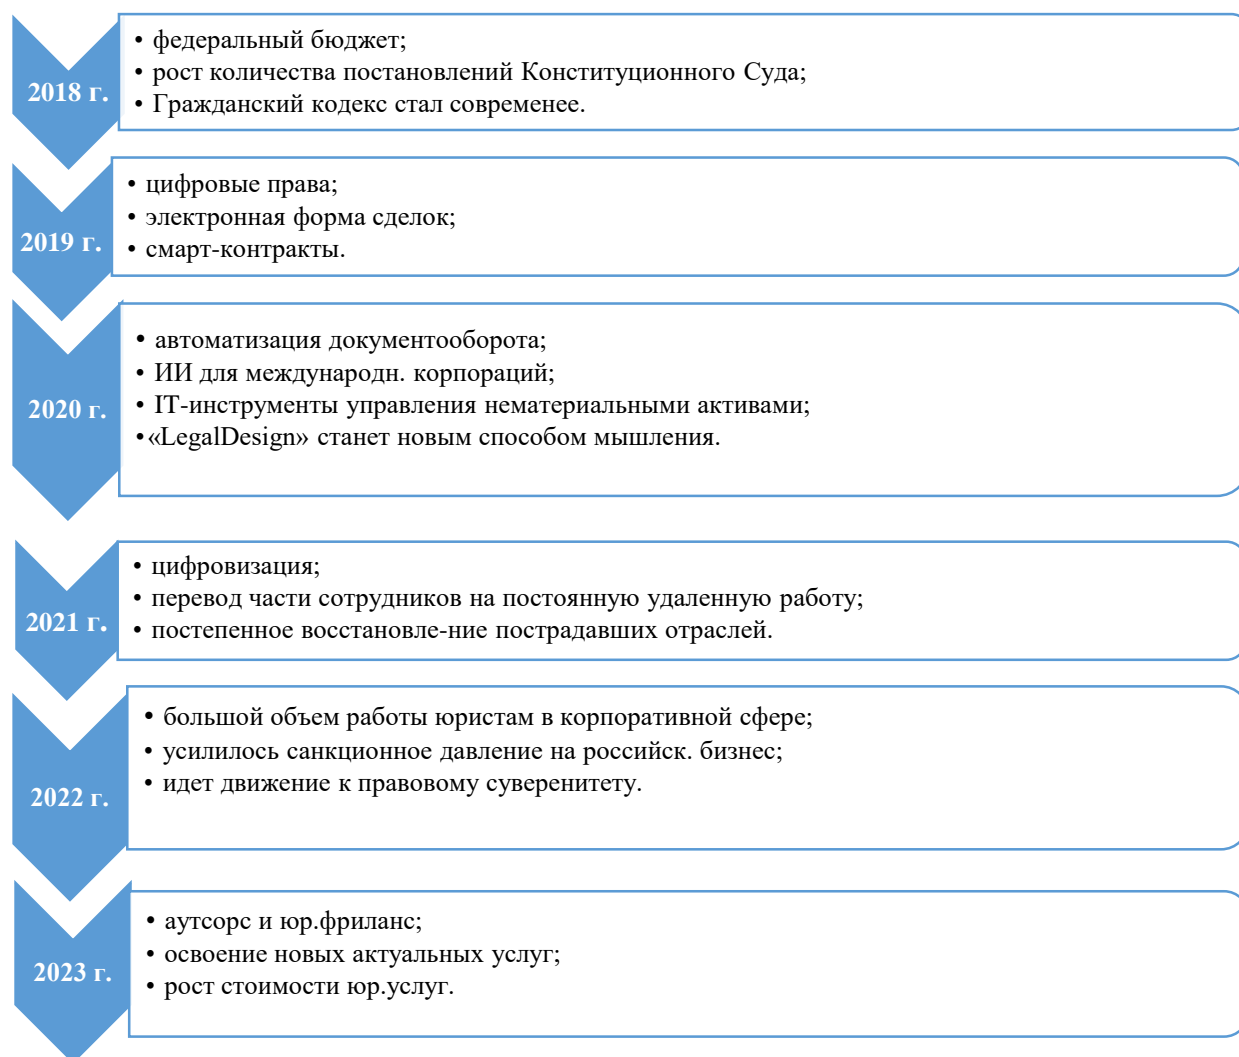 2018 г.
• федеральный бюджет;
• рост количества постановлений Конституционного Суда;
• Гражданский кодекс стал современее.
2019 г.
• цифровые права;
• электронная форма сделок;
• смарт-контракты.
2020 г.
• автоматизация документооборота;
• ИИ для международн. корпораций;
• IT-инструменты управления нематериальными активами;
• «LegalDesign» станет новым способом мышления.
2021 г.
• цифровизация;
• перевод части сотрудников на постоянную удаленную работу;
• постепенное восстановле-ние пострадавших отраслей.
2022 г.
• большой объем работы юристам в корпоративной сфере;
• усилилось санкционное давление на российск. бизнес;
• идет движение к правовому суверенитету.
2023 г.
• аутсорс и юр.фриланс;
• освоение новых актуальных услуг;
• рост стоимости юр.услуг.